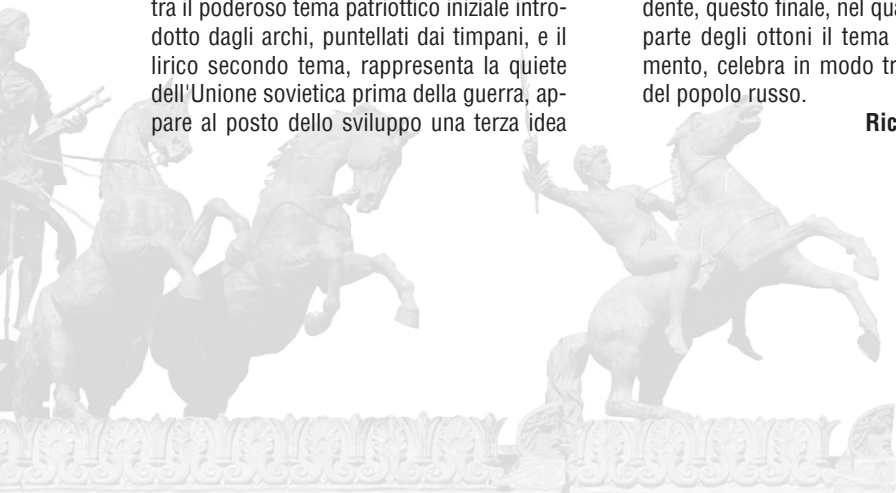 tra il poderoso tema patriottico iniziale intro-
dotto dagli archi, puntellati dai timpani, e il
lirico secondo tema, rappresenta la quiete
dell'Unione sovietica prima della guerra, ap-
pare al posto dello sviluppo una terza idea
dente, questo finale, nel
parte degli ottoni il tema
mento, celebra in modo
del popolo russo.